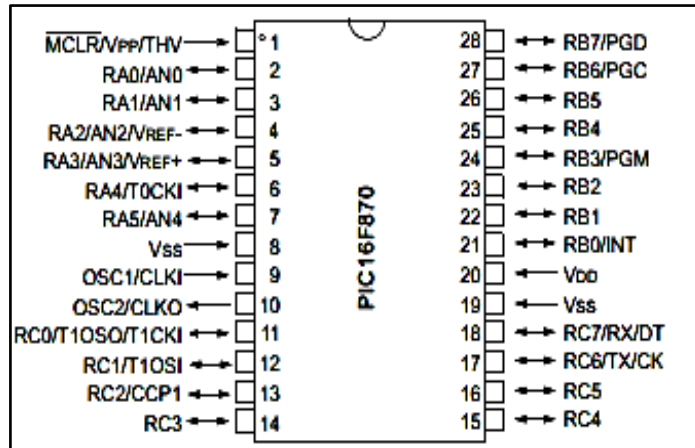 MCLR/VPP/THV 1 28 RB7/PGD
RA0/AN0 2 27 RB6/PGC
RA1/AN1 3 26 RB5
RA2/AN2/VREF- 4 25 RB4
RA3/AN3/VREF+ 5 24 RB3/PGM
RA4/T0CKI 6 23 RB2
RA5/AN4 7 22 RB1
VSS 8 21 RB0/INT
OSC1/CLKI 9 20 VDD
OSC2/CLKO 10 19 VSS
RC0/T1OSO/T1CKI 11 18 RC7/RX/DT
RC1/T1OSI 12 17 RC6/TX/CK
RC2/CCP1 13 16 RC5
RC3 14 15 RC4
PIC16F870